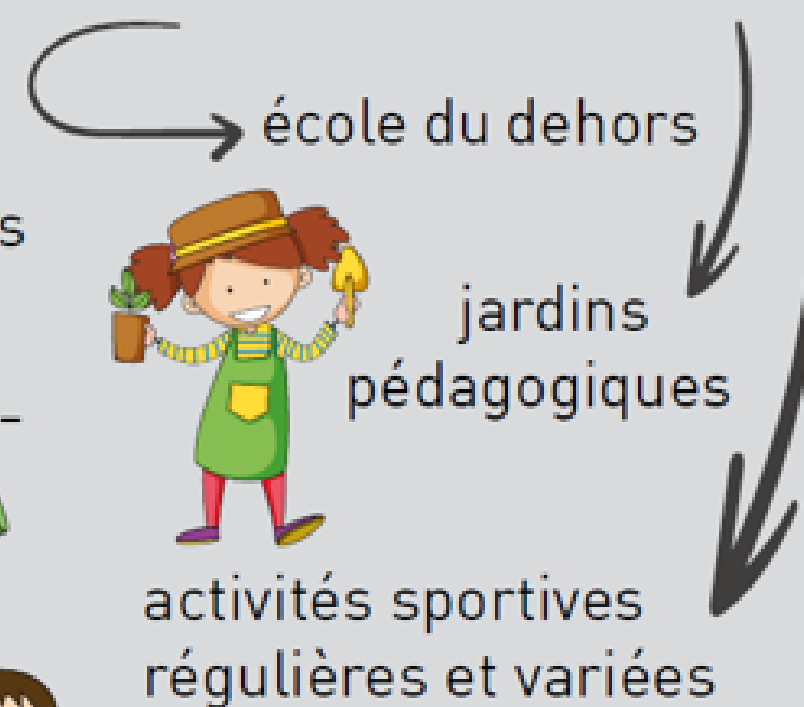 école du dehors
s
jardins
pédagogiques
–
activités sportives
régulières et variées